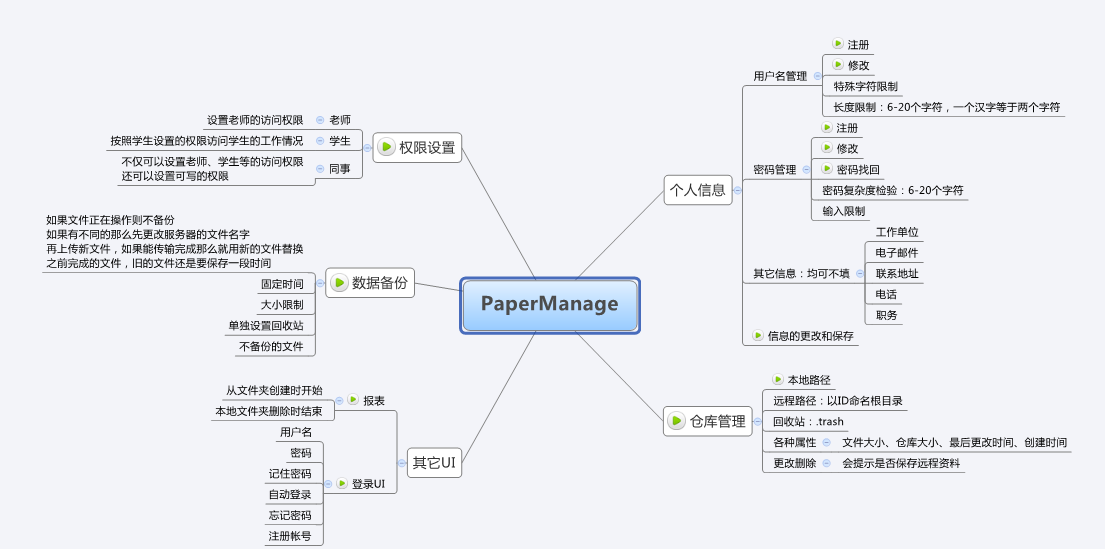 PaperManage
个人信息
用户名管理
注册
修改
特殊字符限制
长度限制：6-20个字符，一个汉字等于两个字符
密码管理
注册
修改
密码找回
密码复杂度检验：6-20个字符
输入限制
其它信息：均可不填
工作单位
电子邮件
联系地址
电话
职务
信息的更改和保存
仓库管理
本地路径
远程路径：以ID命名根目录
回收站：.trash
各种属性
文件大小、仓库大小、最后更改时间、创建时间
更改删除
会提示是否保存远程资料
权限设置
老师
设置老师的访问权限
学生
按照学生设置的权限访问学生的工作情况
同事
不仅可以设置老师、学生等的访问权限
还可以设置可写的权限
数据备份
如果文件正在操作则不备份
如果有不同的那么先更改服务器的文件名字
再上传新文件，如果能传输完成那么就用新的文件替换
之前完成的文件，旧的文件还是要保存一段时间
固定时间
大小限制
单独设置回收站
不备份的文件
其它UI
报表
从文件夹创建时开始
本地文件夹删除时结束
登录UI
用户名
密码
记住密码
自动登录
忘记密码
注册帐号